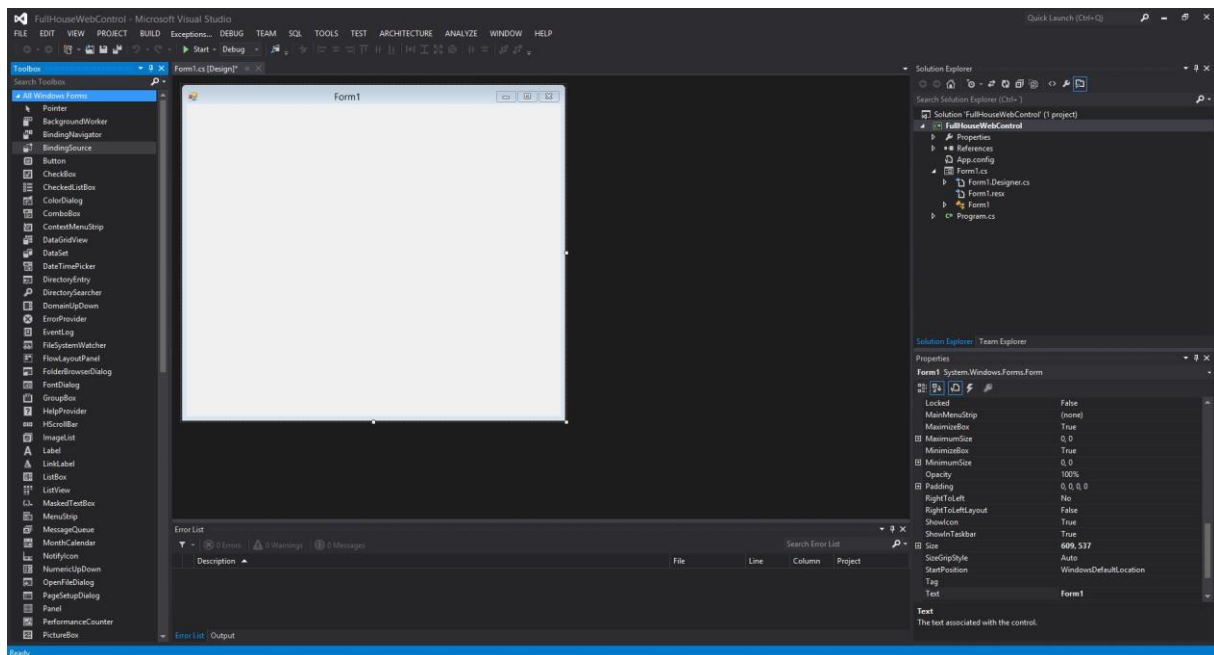 FullHouseWebControl - Microsoft Visual Studio
Quick Launch (Ctrl+Q)
FILE EDIT VIEW PROJECT BUILD Exceptions... DEBUG TEAM SQL TOOLS TEST ARCHITECTURE ANALYZE WINDOW HELP
Start Debug
Toolbox
Search Toolbox
All Windows Forms
Pointer
BackgroundWorker
BindingNavigator
BindingSource
Button
CheckBox
CheckedListBox
ColorDialog
ComboBox
ContextMenuStrip
DataGridView
DataSet
DateTimePicker
DirectoryEntry
DirectorySearcher
DomainUpDown
ErrorProvider
EventLog
FileSystemWatcher
FlowLayoutPanel
FolderBrowserDialog
FontDialog
GroupBox
HelpProvider
HScrollBar
ImageList
Label
LinkLabel
ListBox
ListView
MaskedTextBox
MenuStrip
MessageQueue
MonthCalendar
NotifyIcon
NumericUpDown
OpenFileDialog
PageSetupDialog
Panel
PerformanceCounter
PictureBox
Form1.cs [Design]*
Form1
Error List
0 Errors 0 Warnings 0 Messages
Search Error List
Description File Line Column Project
Error List Output
Solution Explorer
Search Solution Explorer (Ctrl+ )
Solution 'FullHouseWebControl' (1 project)
FullHouseWebControl
Properties
References
App.config
Form1.cs
Form1.Designer.cs
Form1.resx
Form1
Program.cs
Solution Explorer Team Explorer
Properties
Form1 System.Windows.Forms.Form
Locked False
MainMenuStrip (none)
MaximizeBox True
MaximumSize 0, 0
MinimizeBox True
MinimumSize 0, 0
Opacity 100%
Padding 0, 0, 0, 0
RightToLeft No
RightToLeftLayout False
ShowIcon True
ShowInTaskbar True
Size 609, 537
SizeGripStyle Auto
StartPosition WindowsDefaultLocation
Tag
Text Form1
Text
The text associated with the control.
Ready